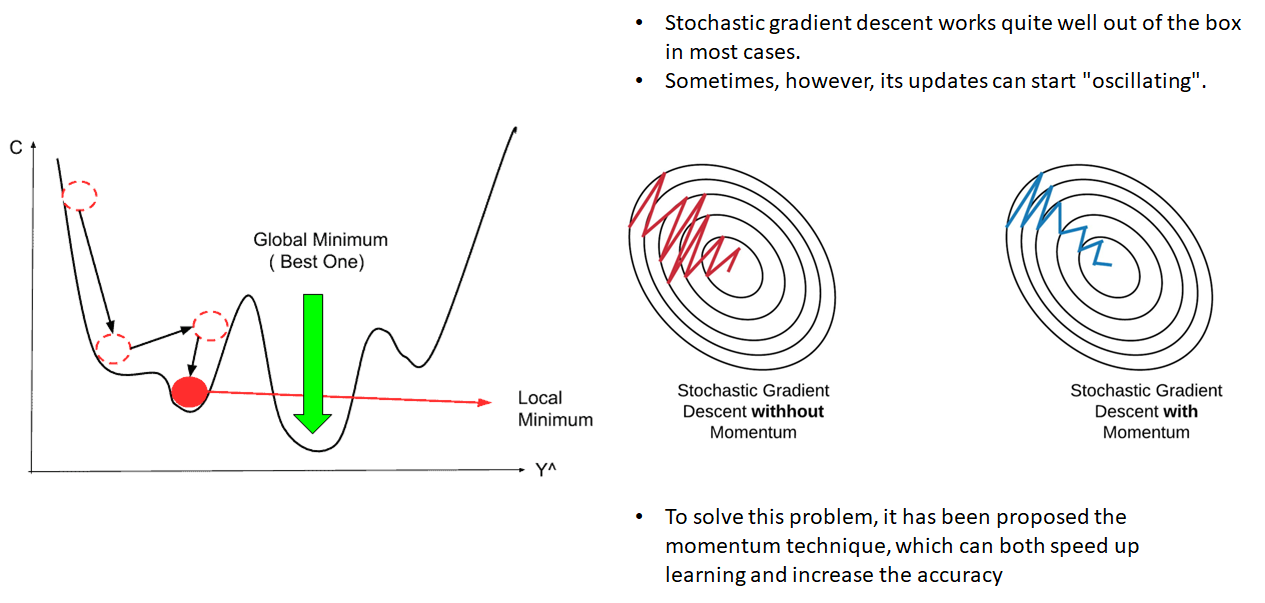 • Stochastic gradient descent works quite well out of the box
in most cases.
• Sometimes, however, its updates can start "oscillating".
C
Global Minimum
( Best One)
Local
Minimum
Y^
Stochastic Gradient
Descent withhout
Momentum
Stochastic Gradient
Descent with
Momentum
• To solve this problem, it has been proposed the
momentum technique, which can both speed up
learning and increase the accuracy